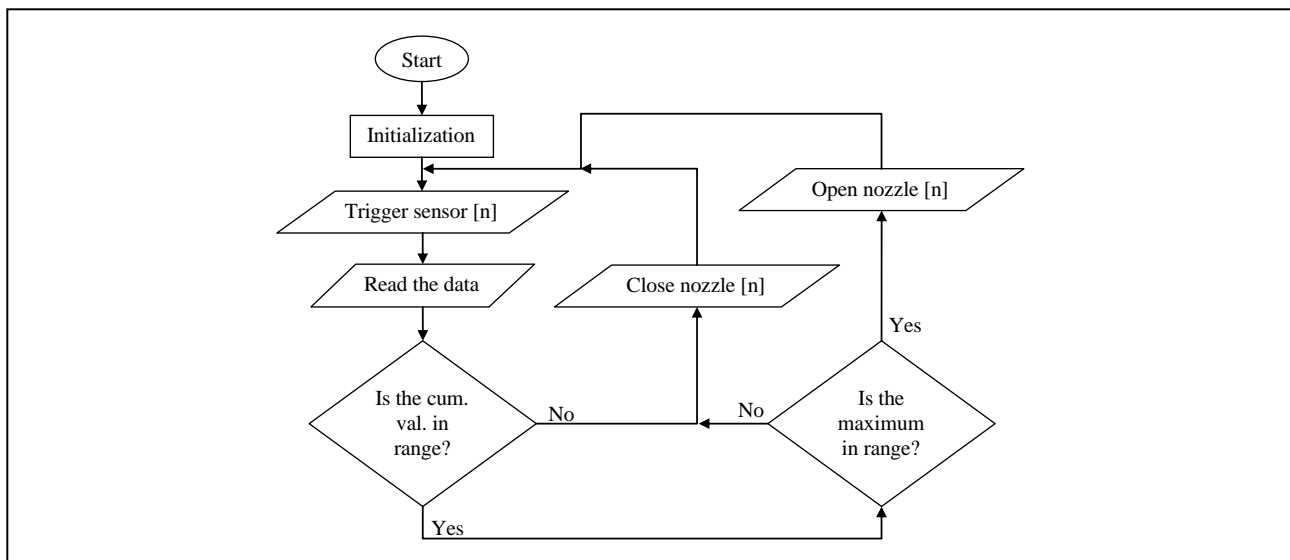 Start
Initialization
Trigger sensor [n]
Open nozzle [n]
Read the data
Close nozzle [n]
Yes
Is the cum.
val. in
range?
No
No
Is the
maximum
in range?
Yes